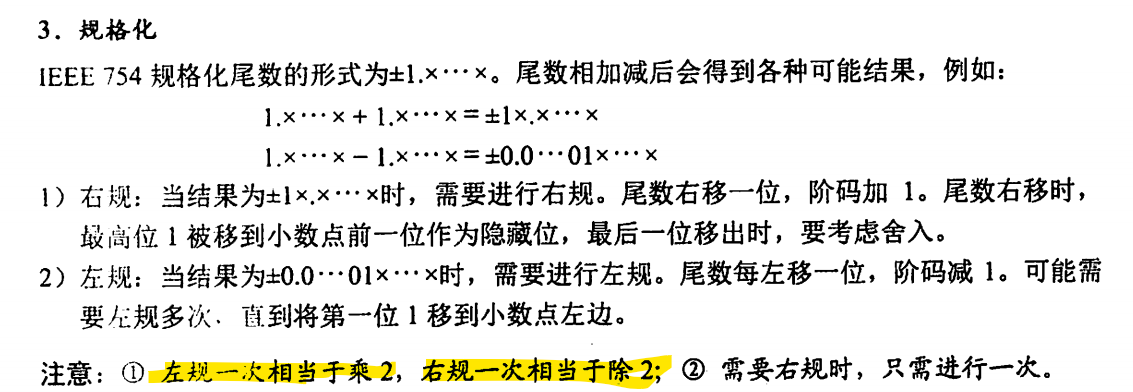 3．规格化
IEEE 754 规格化尾数的形式为±1.×⋯×。尾数相加减后会得到各种可能结果，例如：
1.×⋯× + 1.×⋯× = ±1×.×⋯×
1.×⋯× − 1.×⋯× = ±0.0⋯01×⋯×
1）右规：当结果为±1×.×⋯×时，需要进行右规。尾数右移一位，阶码加 1。尾数右移时，
最高位 1 被移到小数点前一位作为隐藏位，最后一位移出时，要考虑舍入。
2）左规：当结果为±0.0⋯01×⋯×时，需要进行左规。尾数每左移一位，阶码减 1。可能需
要左规多次，直到将第一位 1 移到小数点左边。
注意：① 左规一次相当于乘 2，右规一次相当于除 2；② 需要右规时，只需进行一次。